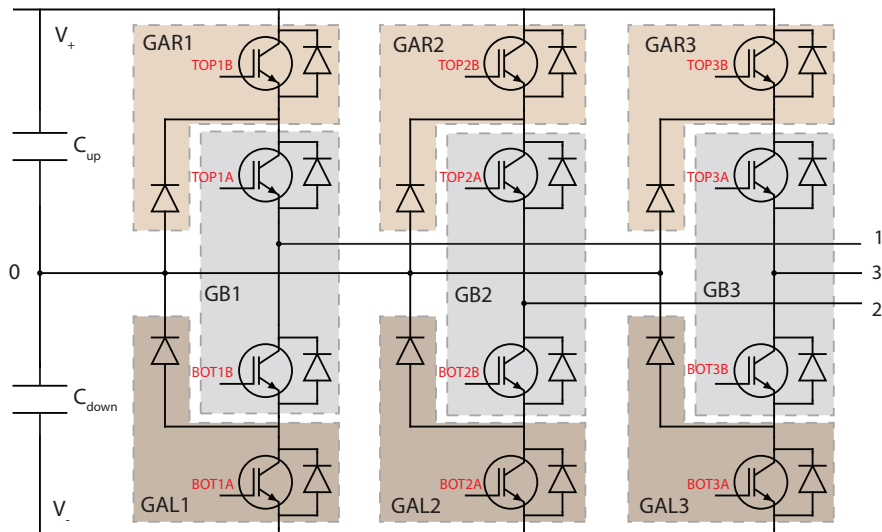 V+ GAR1 GAR2 GAR3
TOP1B TOP2B TOP3B
Cup
TOP1A TOP2A TOP3A
1
0 3
GB1 GB2 GB3
2
BOT1B BOT2B BOT3B
Cdown
BOT1A BOT2A BOT3A
V- GAL1 GAL2 GAL3